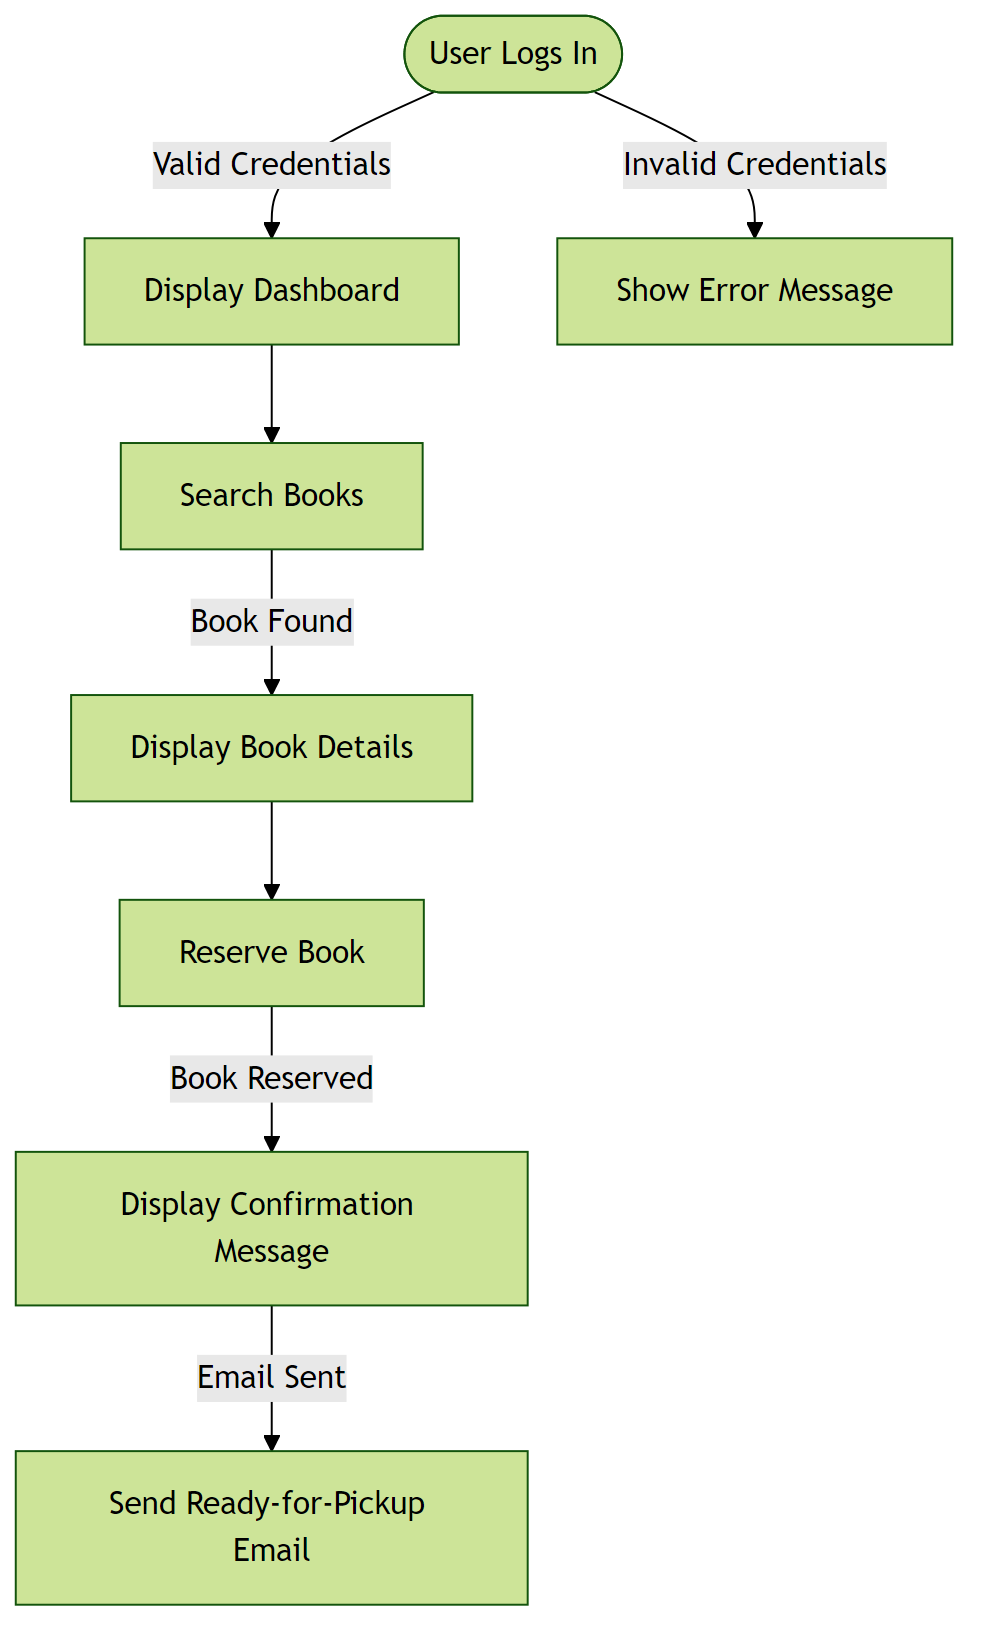 User Logs In
Valid Credentials
Invalid Credentials
Display Dashboard
Show Error Message
Search Books
Book Found
Display Book Details
Reserve Book
Book Reserved
Display Confirmation
Message
Email Sent
Send Ready-for-Pickup
Email